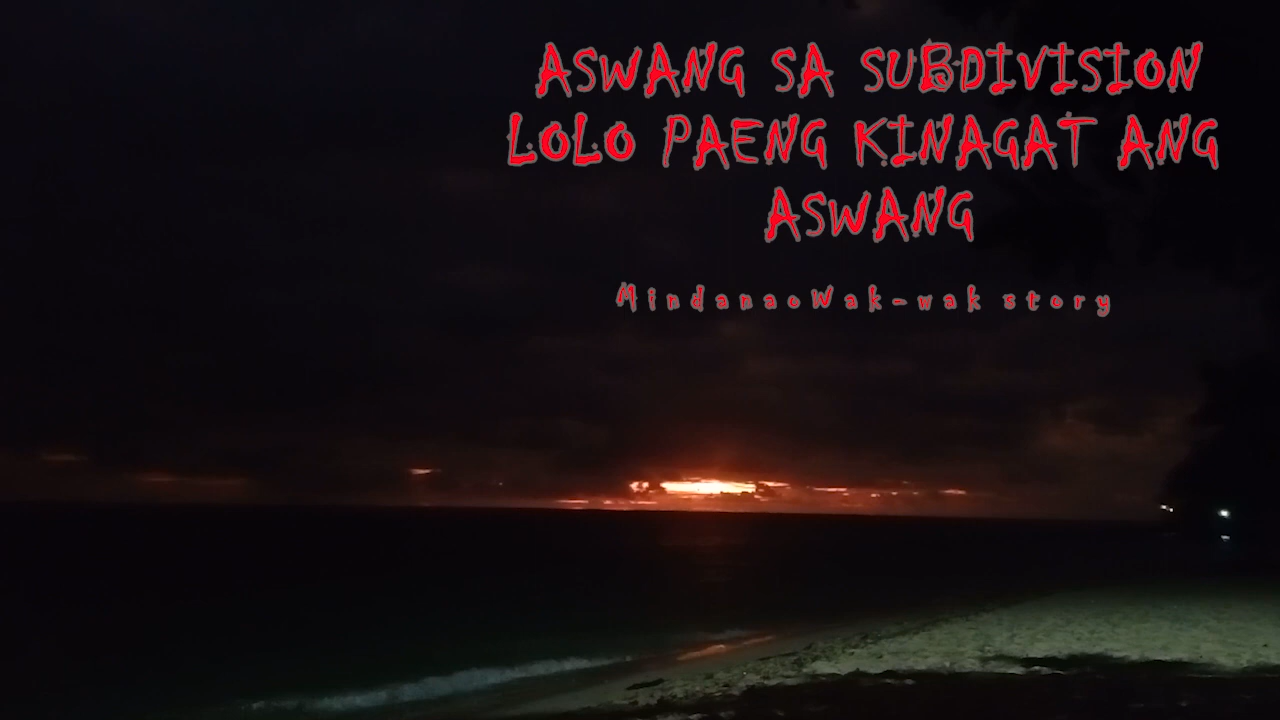 ASWANG SA SUBDIVISION
LOLO PAENG KINAGAT ANG
ASWANG
MindanaoWak-wak story